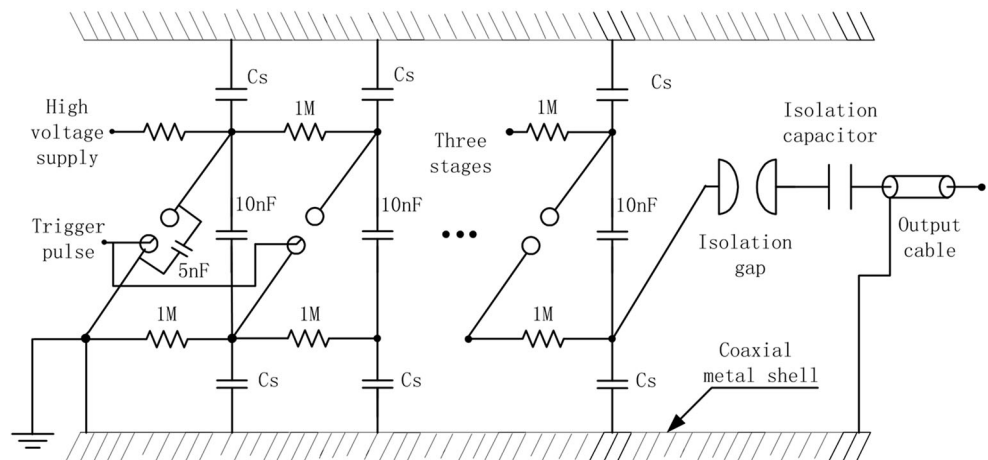 Cs
Cs
Cs
High
voltage
supply
1M
Three
stages
1M
Isolation
capacitor
Trigger
pulse
10nF
10nF
10nF
5nF
Isolation
gap
Output
cable
1M
1M
1M
Cs
Cs
Cs
Coaxial
metal shell